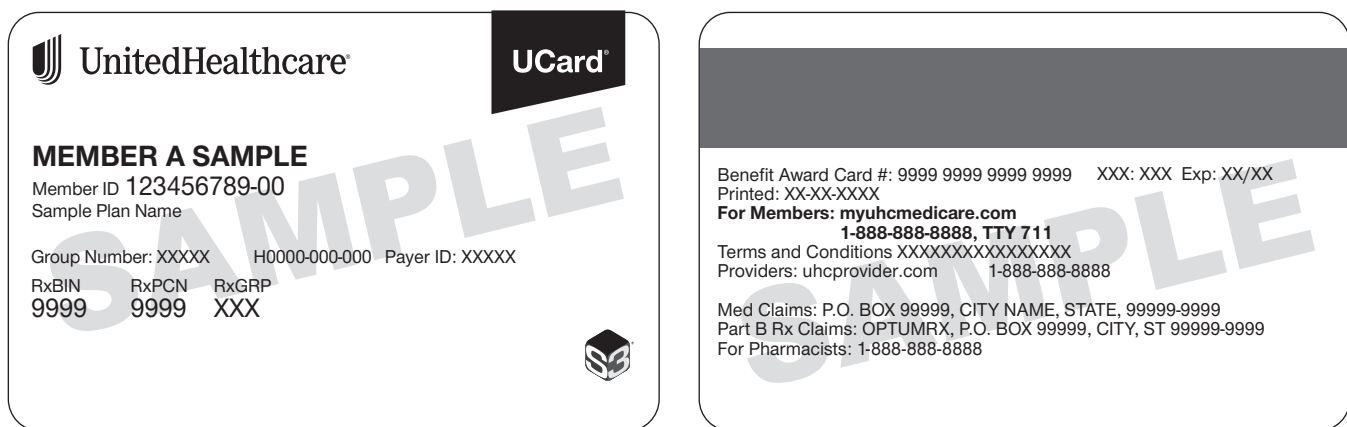 UnitedHealthcare®
UCard®
MEMBER A SAMPLE
Member ID 123456789-00
Sample Plan Name
Group Number: XXXXX H0000-000-000 Payer ID: XXXXX
RxBIN RxPCN RxGRP
9999 9999 XXX
S3
SAMPLE
Benefit Award Card #: 9999 9999 9999 9999 XXX: XXX Exp: XX/XX
Printed: XX-XX-XXXX
For Members: myuhcmedicare.com
1-888-888-8888, TTY 711
Terms and Conditions XXXXXXXXXXXXXXXX
Providers: uhcprovider.com 1-888-888-8888
Med Claims: P.O. BOX 99999, CITY NAME, STATE, 99999-9999
Part B Rx Claims: OPTUMRX, P.O. BOX 99999, CITY, ST 99999-9999
For Pharmacists: 1-888-888-8888
SAMPLE